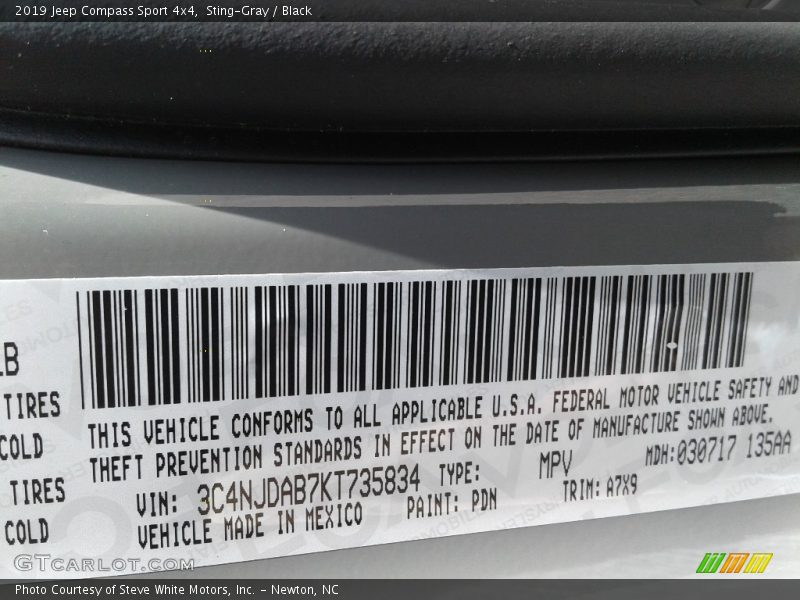 2019 Jeep Compass Sport 4x4, Sting-Gray / Black
LB
TIRES
COLD
TIRES
COLD
THIS VEHICLE CONFORMS TO ALL APPLICABLE U.S.A. FEDERAL MOTOR VEHICLE SAFETY AND
THEFT PREVENTION STANDARDS IN EFFECT ON THE DATE OF MANUFACTURE SHOWN ABOVE.
VIN: 3C4NJDAB7KT735834 TYPE: MPV MDH:030717 135AA
VEHICLE MADE IN MEXICO PAINT: PDN TRIM: A7X9
GTcarlot.com
Photo Courtesy of Steve White Motors, Inc. - Newton, NC